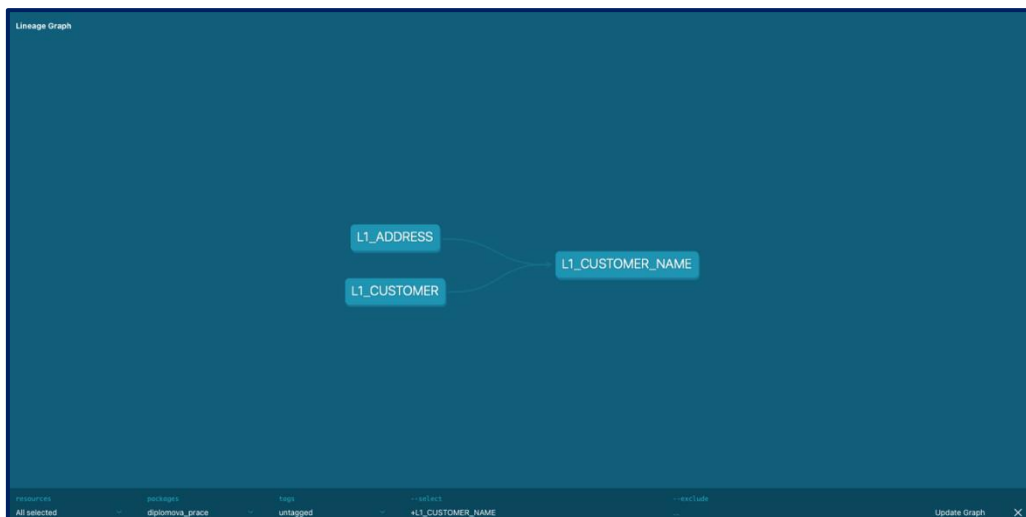 Lineage Graph
L1_ADDRESS
L1_CUSTOMER_NAME
L1_CUSTOMER
resources packages tags --select --exclude
All selected diplomova_prace untagged +L1_CUSTOMER_NAME ... Update Graph